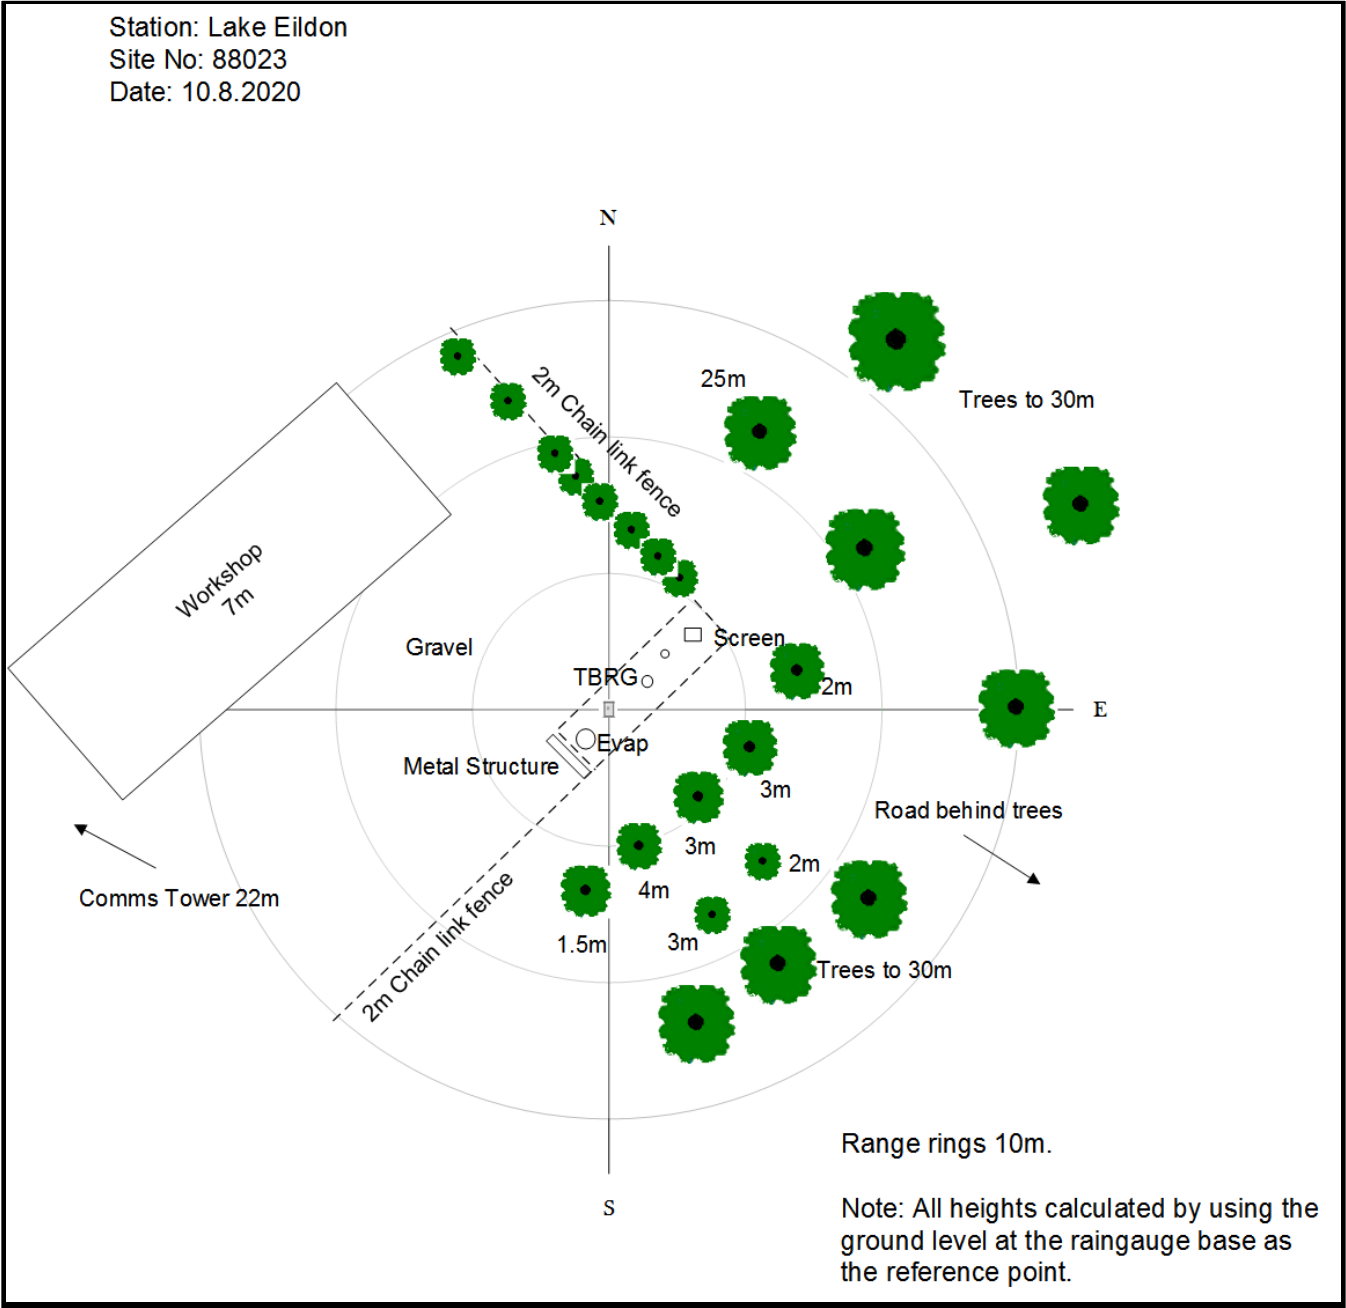 Station: Lake Eildon
Site No: 88023
Date: 10.8.2020
N
25m
2m Chain link fence
Trees to 30m
Workshop
7m
Gravel
Screen
TBRG
2m
E
Evap
Metal Structure
3m
Road behind trees
3m
2m
4m
Comms Tower 22m
2m Chain link fence
3m
1.5m
Trees to 30m
Range rings 10m.
S
Note: All heights calculated by using the
ground level at the raingauge base as
the reference point.